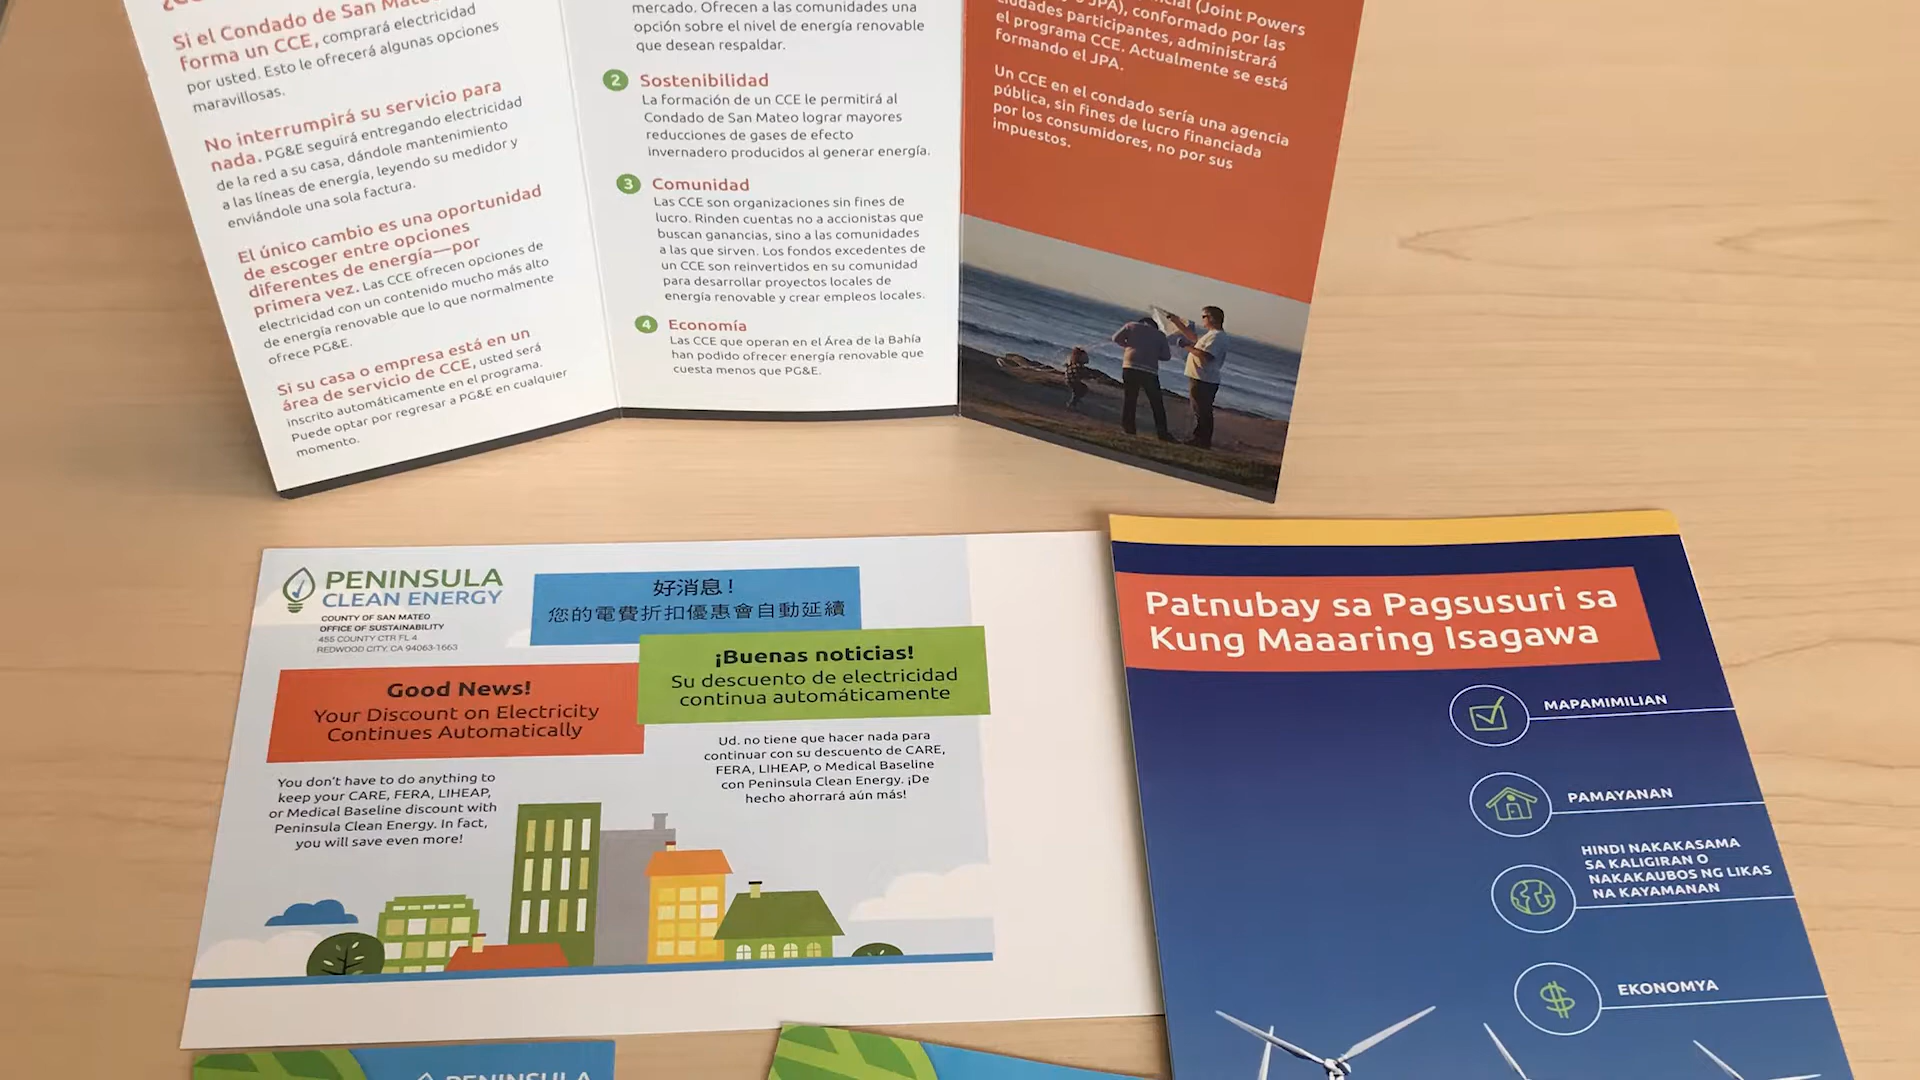 Si el Condado de San
forma un CCE, comprará electricidad
por usted. Esto le ofrecerá algunas opciones
maravillosas.
No interrumpirá su servicio para
nada. PG&E seguirá entregando electricidad
de la red a su casa, dándole mantenimiento
a las líneas de energía, leyendo su medidor y
enviándole una sola factura.
El único cambio es una oportunidad
de escoger entre opciones
diferentes de energía—por
primera vez. Las CCE ofrecen opciones de
electricidad con un contenido mucho más alto
de energía renovable que lo que normalmente
ofrece PG&E.
Si su casa o empresa está en un
área de servicio de CCE, usted será
inscrito automáticamente en el programa.
Puede optar por regresar a PG&E en cualquier
momento.
mercado. Ofrecen a las comunidades una
opción sobre el nivel de energía renovable
que desean respaldar.
2 Sostenibilidad
La formación de un CCE le permitirá al
Condado de San Mateo lograr mayores
reducciones de gases de efecto
invernadero producidos al generar energía.
3 Comunidad
Las CCE son organizaciones sin fines de
lucro. Rinden cuentas no a accionistas que
buscan ganancias, sino a las comunidades
a las que sirven. Los fondos excedentes de
un CCE son reinvertidos en su comunidad
para desarrollar proyectos locales de
energía renovable y crear empleos locales.
4 Economía
Las CCE que operan en el Área de la Bahía
han podido ofrecer energía renovable que
cuesta menos que PG&E.
(Joint Powers
JPA), conformado por las
ciudades participantes, administrará
el programa CCE. Actualmente se está
formando el JPA.
Un CCE en el condado sería una agencia
pública, sin fines de lucro financiada
por los consumidores, no por sus
impuestos.
PENINSULA
CLEAN ENERGY
COUNTY OF SAN MATEO
OFFICE OF SUSTAINABILITY
455 COUNTY CTR FL 4
REDWOOD CITY, CA 94063-1663
好消息！
您的電費折扣優惠會自動延續
¡Buenas noticias!
Su descuento de electricidad
continua automáticamente
Good News!
Your Discount on Electricity
Continues Automatically
Ud. no tiene que hacer nada para
continuar con su descuento de CARE,
FERA, LIHEAP, o Medical Baseline
con Peninsula Clean Energy. ¡De
hecho ahorrará aún más!
You don't have to do anything to
keep your CARE, FERA, LIHEAP,
or Medical Baseline discount with
Peninsula Clean Energy. In fact,
you will save even more!
Patnubay sa Pagsusuri sa
Kung Maaaring Isagawa
MAPAMIMILIAN
PAMAYANAN
HINDI NAKAKASAMA
SA KALIGIRAN O
NAKAKAUBOS NG LIKAS
NA KAYAMANAN
EKONOMYA
PENINSULA